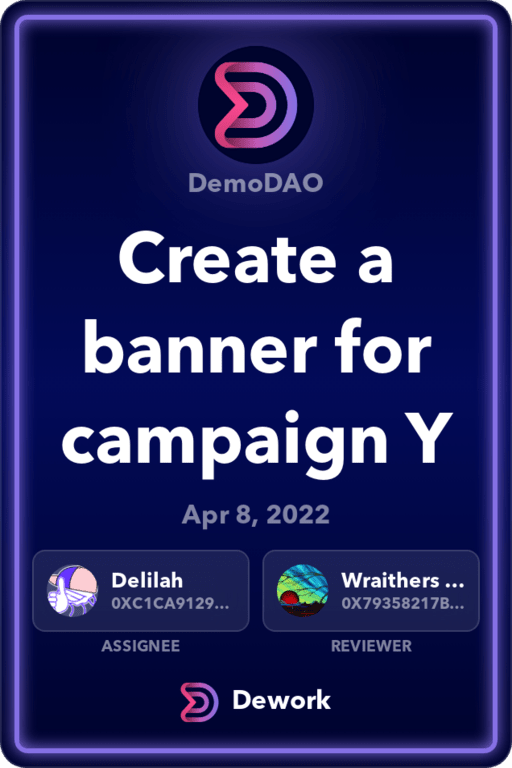 DemoDAO
Create a
banner for
campaign Y
Apr 8, 2022
Delilah
0XC1CA9129...
ASSIGNEE
Wraithers ...
0X79358217B...
REVIEWER
Dework